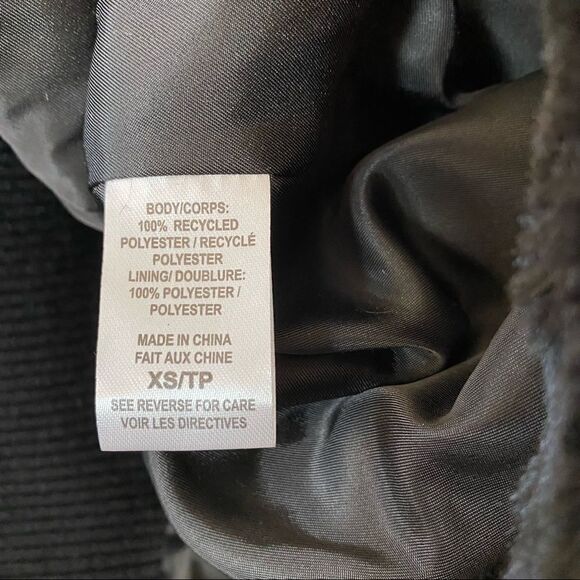 BODY/CORPS:
100% RECYCLED
POLYESTER / RECYCLÉ
POLYESTER
LINING/ DOUBLURE:
100% POLYESTER /
POLYESTER
MADE IN CHINA
FAIT AUX CHINE
XS/TP
SEE REVERSE FOR CARE
VOIR LES DIRECTIVES